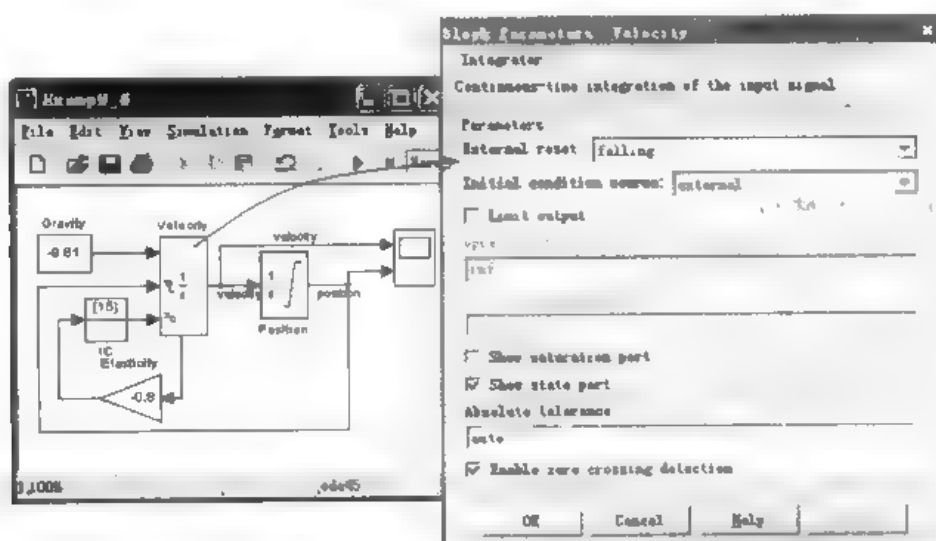 Block Parameters Velocity
Integrator
Continuous-time integration of the input signal
Parameters
External reset falling
Initial condition source: external
Limit output
Show saturation port
Show state port
Absolute tolerance
auto
Enable zero crossing detection
OK Cancel Help
File Edit View Simulation Format Tools Help
Gravity
-9.81
Velocity
1
s
x₀
velocity
velocity
1
s
Position
position
[15]
IC
Elasticity
-0.8
100%
ode45